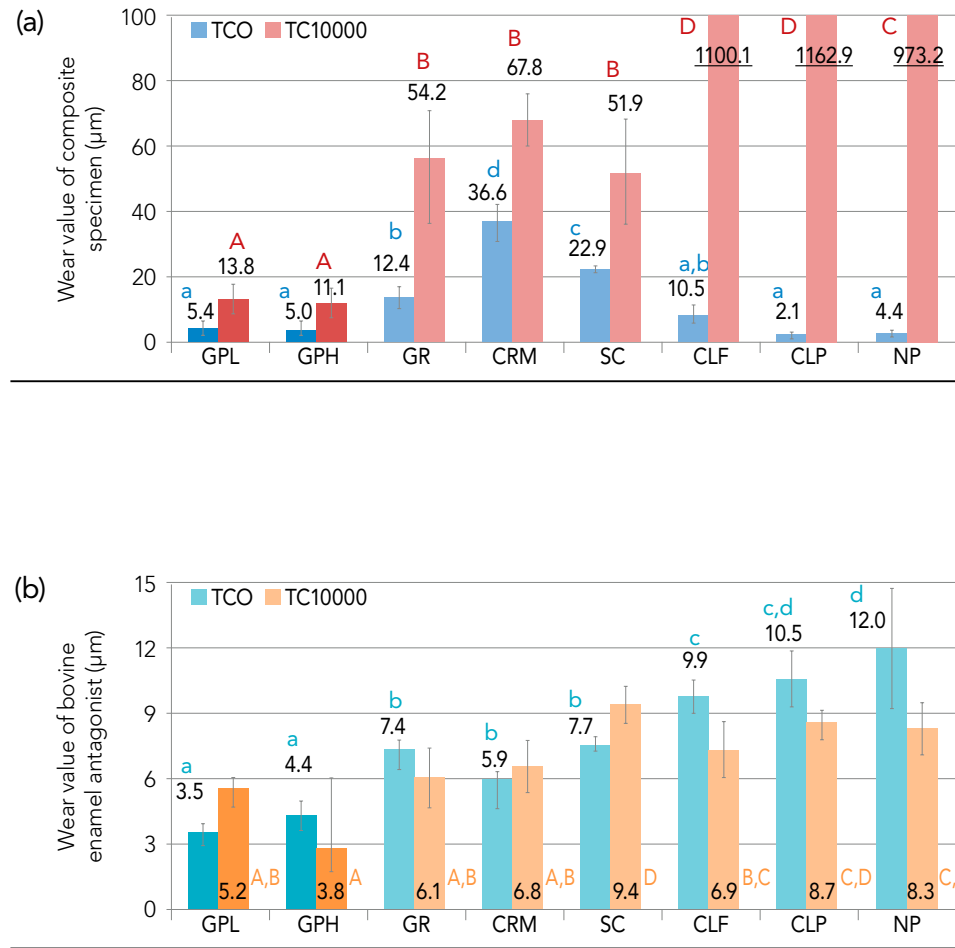 (a)
TCO TC10000
Wear value of composite
specimen (µm)
100
80
60
40
20
0
a 5.4 A 13.8
a 5.0 A 11.1
b 12.4 B 54.2
d 36.6 B 67.8
c 22.9 B 51.9
a,b 10.5 D 1100.1
a 2.1 D 1162.9
a 4.4 C 973.2
GPL GPH GR CRM SC CLF CLP NP
(b)
TCO TC10000
Wear value of bovine
enamel antagonist (µm)
15
12
9
6
3
0
a 3.5 5.2 A,B
a 4.4 3.8 A
b 7.4 6.1 A,B
b 5.9 6.8 A,B
b 7.7 9.4 D
c 9.9 6.9 B,C
c,d 10.5 8.7 C,D
d 12.0 8.3 C,
GPL GPH GR CRM SC CLF CLP NP